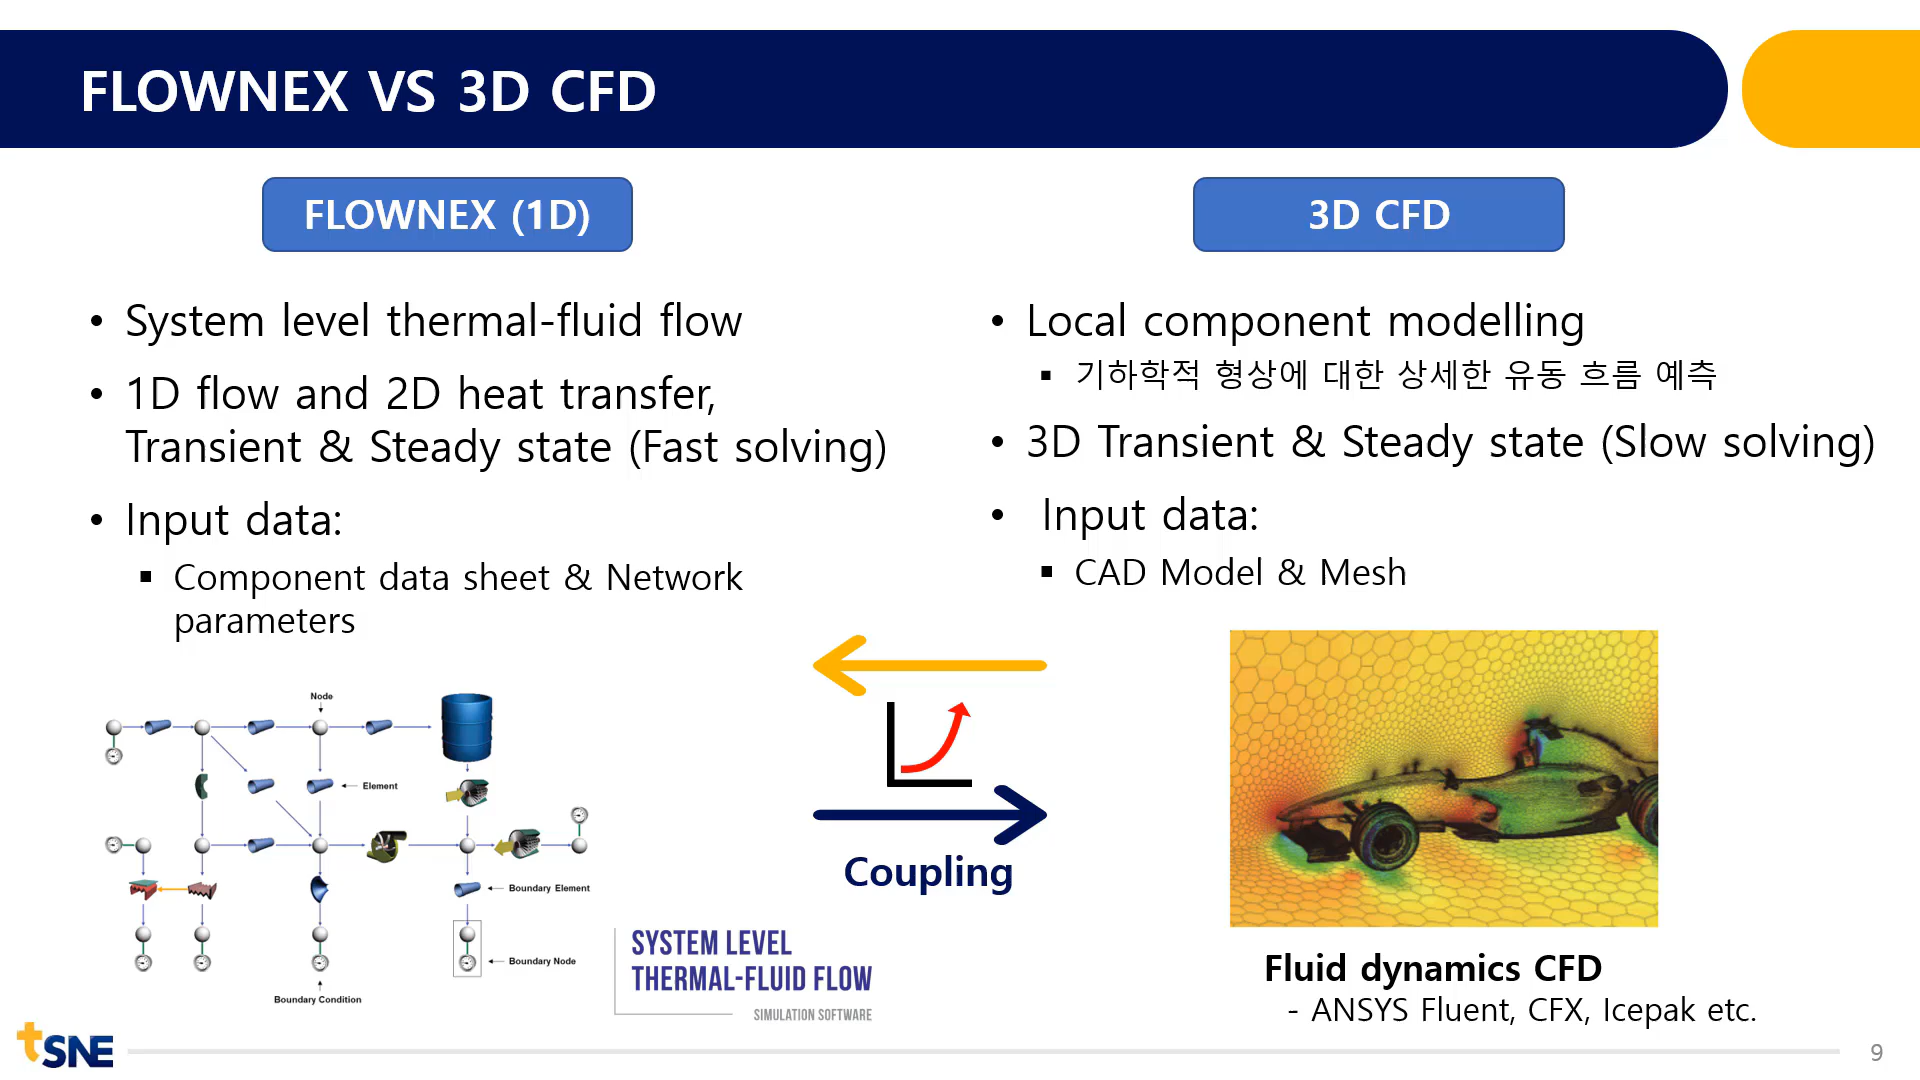 FLOWNEX VS 3D CFD
FLOWNEX (1D)
• System level thermal-fluid flow
• 1D flow and 2D heat transfer,
Transient & Steady state (Fast solving)
• Input data:
▪ Component data sheet & Network
parameters
Node
Element
Boundary Element
Boundary Node
Boundary Condition
SYSTEM LEVEL
THERMAL-FLUID FLOW
SIMULATION SOFTWARE
Coupling
3D CFD
• Local component modelling
▪ 기하학적 형상에 대한 상세한 유동 흐름 예측
• 3D Transient & Steady state (Slow solving)
• Input data:
▪ CAD Model & Mesh
Fluid dynamics CFD
- ANSYS Fluent, CFX, Icepak etc.
tSNE
9